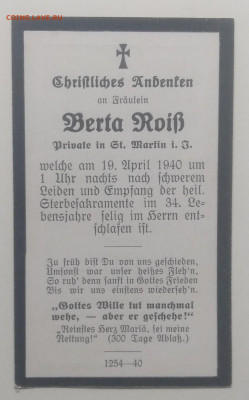 СТАРИКОВ.РУ
Christliches Andenken
an Fräulein
Berta Roiß
Private in St. Martin i. J.
welche am 19. April 1940 um
1 Uhr nachts nach schwerem
Leiden und Empfang der heil.
Sterbesakramente im 34. Le-
bensjahre selig im Herrn ent-
schlafen ist.
Zu früh bist Du von uns geschieden,
Umsonst war unser heißes Fleh'n.
So ruh' denn sanft in Gottes Frieden
Bis wir uns einstens wiederseh'n.
„Gottes Wille tut manchmal
wehe, — aber er geschehe!"
„Reinstes Herz Mariä, sei meine
Rettung!" (300 Tage Ablaß.)
1254—40